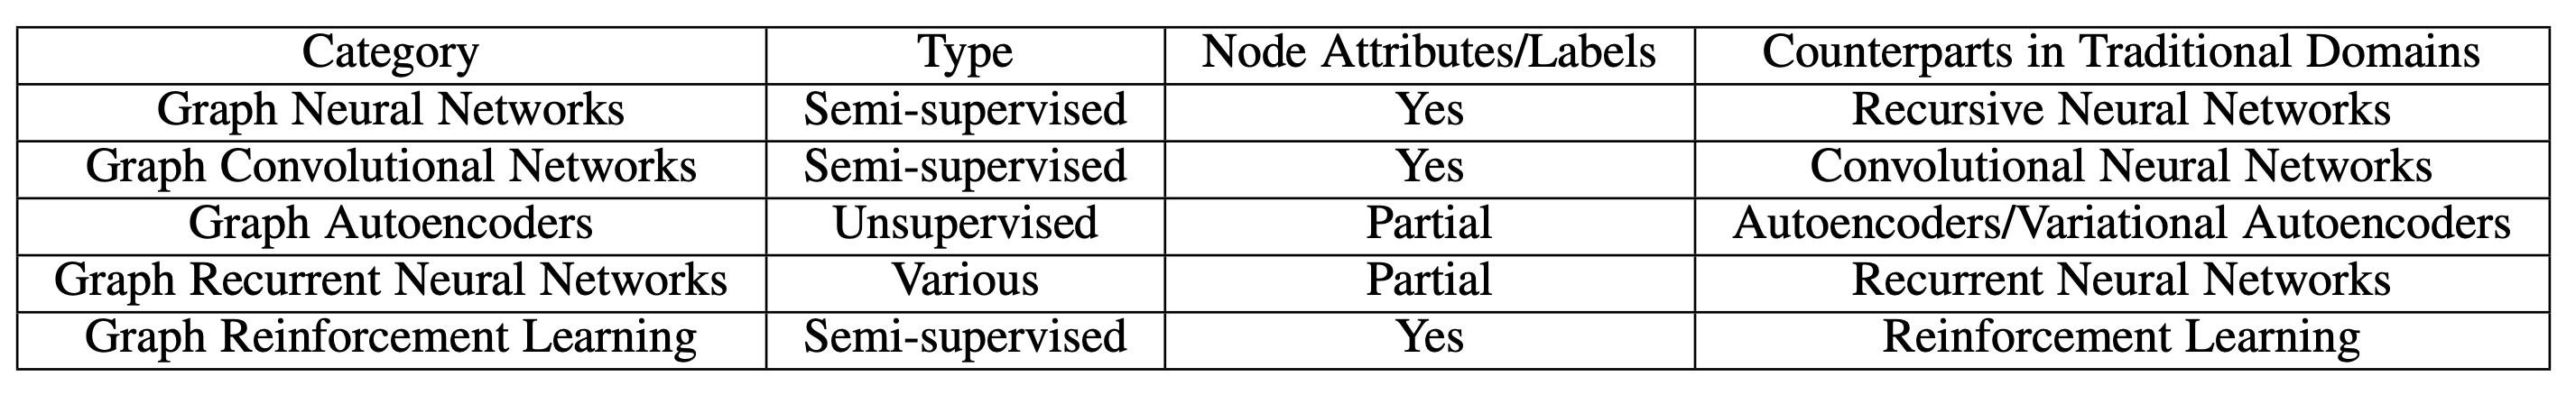 Category Type Node Attributes/Labels Counterparts in Traditional Domains
Graph Neural Networks Semi-supervised Yes Recursive Neural Networks
Graph Convolutional Networks Semi-supervised Yes Convolutional Neural Networks
Graph Autoencoders Unsupervised Partial Autoencoders/Variational Autoencoders
Graph Recurrent Neural Networks Various Partial Recurrent Neural Networks
Graph Reinforcement Learning Semi-supervised Yes Reinforcement Learning